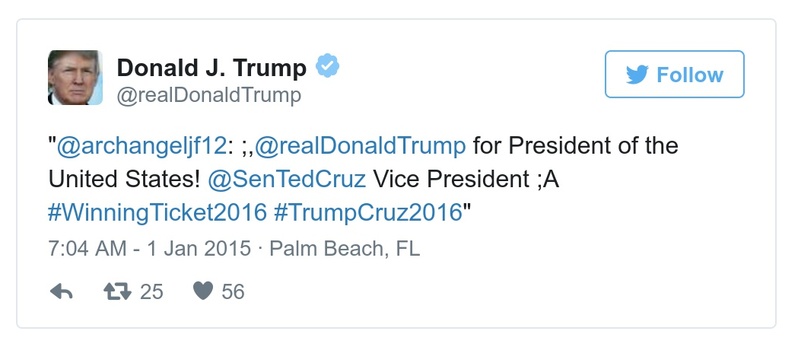 Donald J. Trump
@realDonaldTrump
Follow
"@archangeljf12: ;,@realDonaldTrump for President of the
United States! @SenTedCruz Vice President ;A
#WinningTicket2016 #TrumpCruz2016"
7:04 AM - 1 Jan 2015 · Palm Beach, FL
25 56